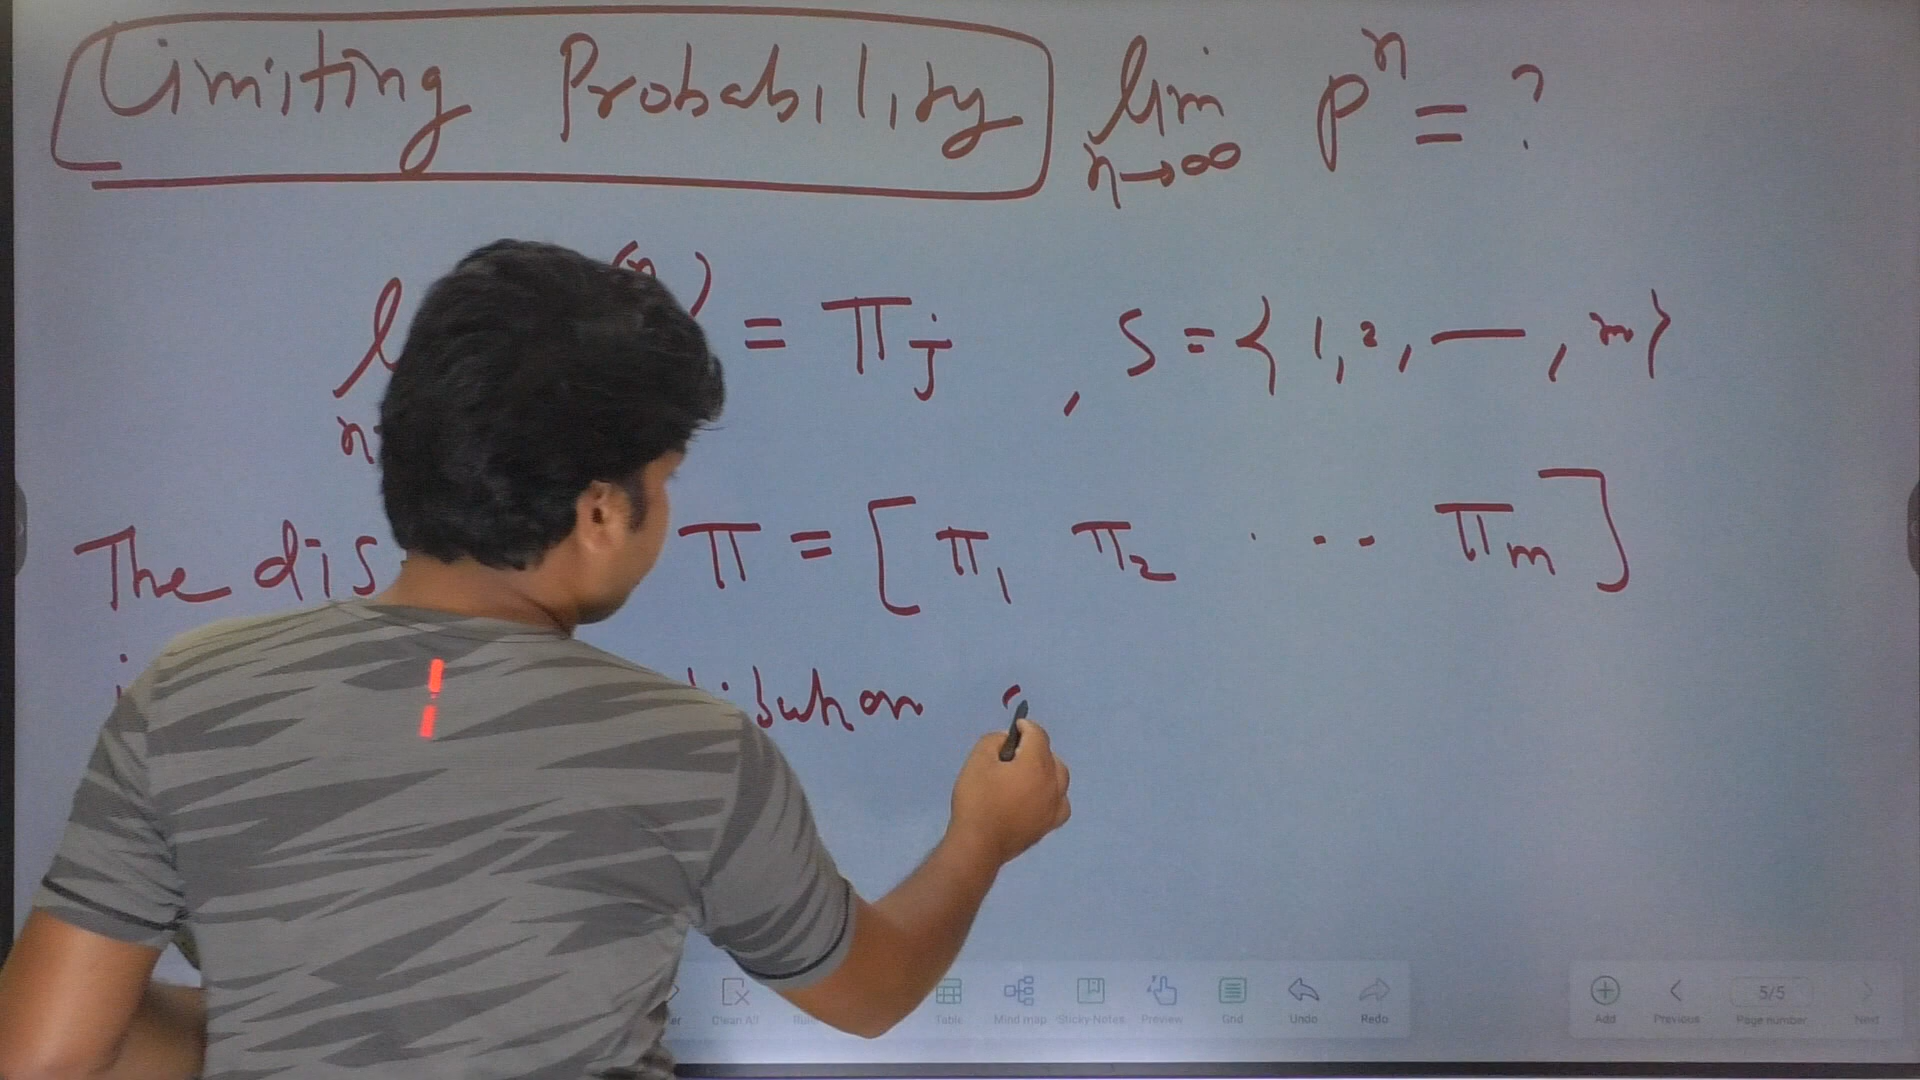 Limiting Probability lim n→∞ P^n = ?
n) = π_j , S = { 1, 2, —, m }
The dis π = [ π_1 π_2 . . . . π_m ]
ibution
Clean All Table Mind map Sticky Notes Preview Grid Undo Redo Add Previous 5/5 Page number Next